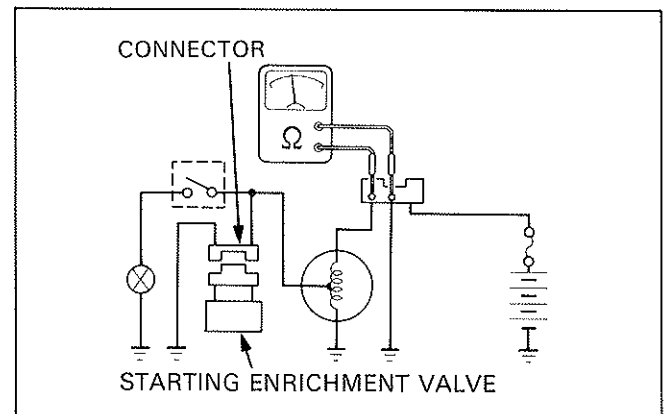 CONNECTOR
Ω
STARTING ENRICHMENT VALVE